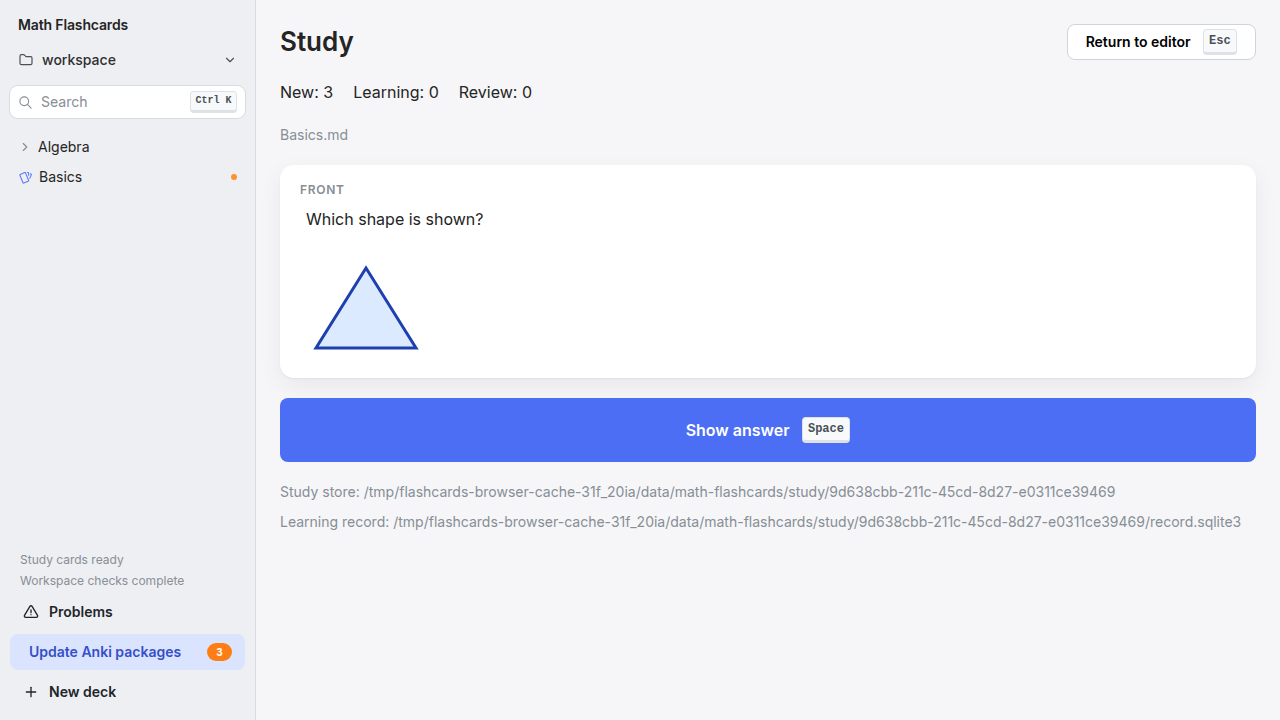 Math Flashcards
workspace
Search Ctrl K
Algebra
Basics
Study cards ready
Workspace checks complete
Problems
Update Anki packages 3
New deck
Study
Return to editor Esc
New: 3 Learning: 0 Review: 0
Basics.md
FRONT
Which shape is shown?
Show answer Space
Study store: /tmp/flashcards-browser-cache-31f_20ia/data/math-flashcards/study/9d638cbb-211c-45cd-8d27-e0311ce39469
Learning record: /tmp/flashcards-browser-cache-31f_20ia/data/math-flashcards/study/9d638cbb-211c-45cd-8d27-e0311ce39469/record.sqlite3